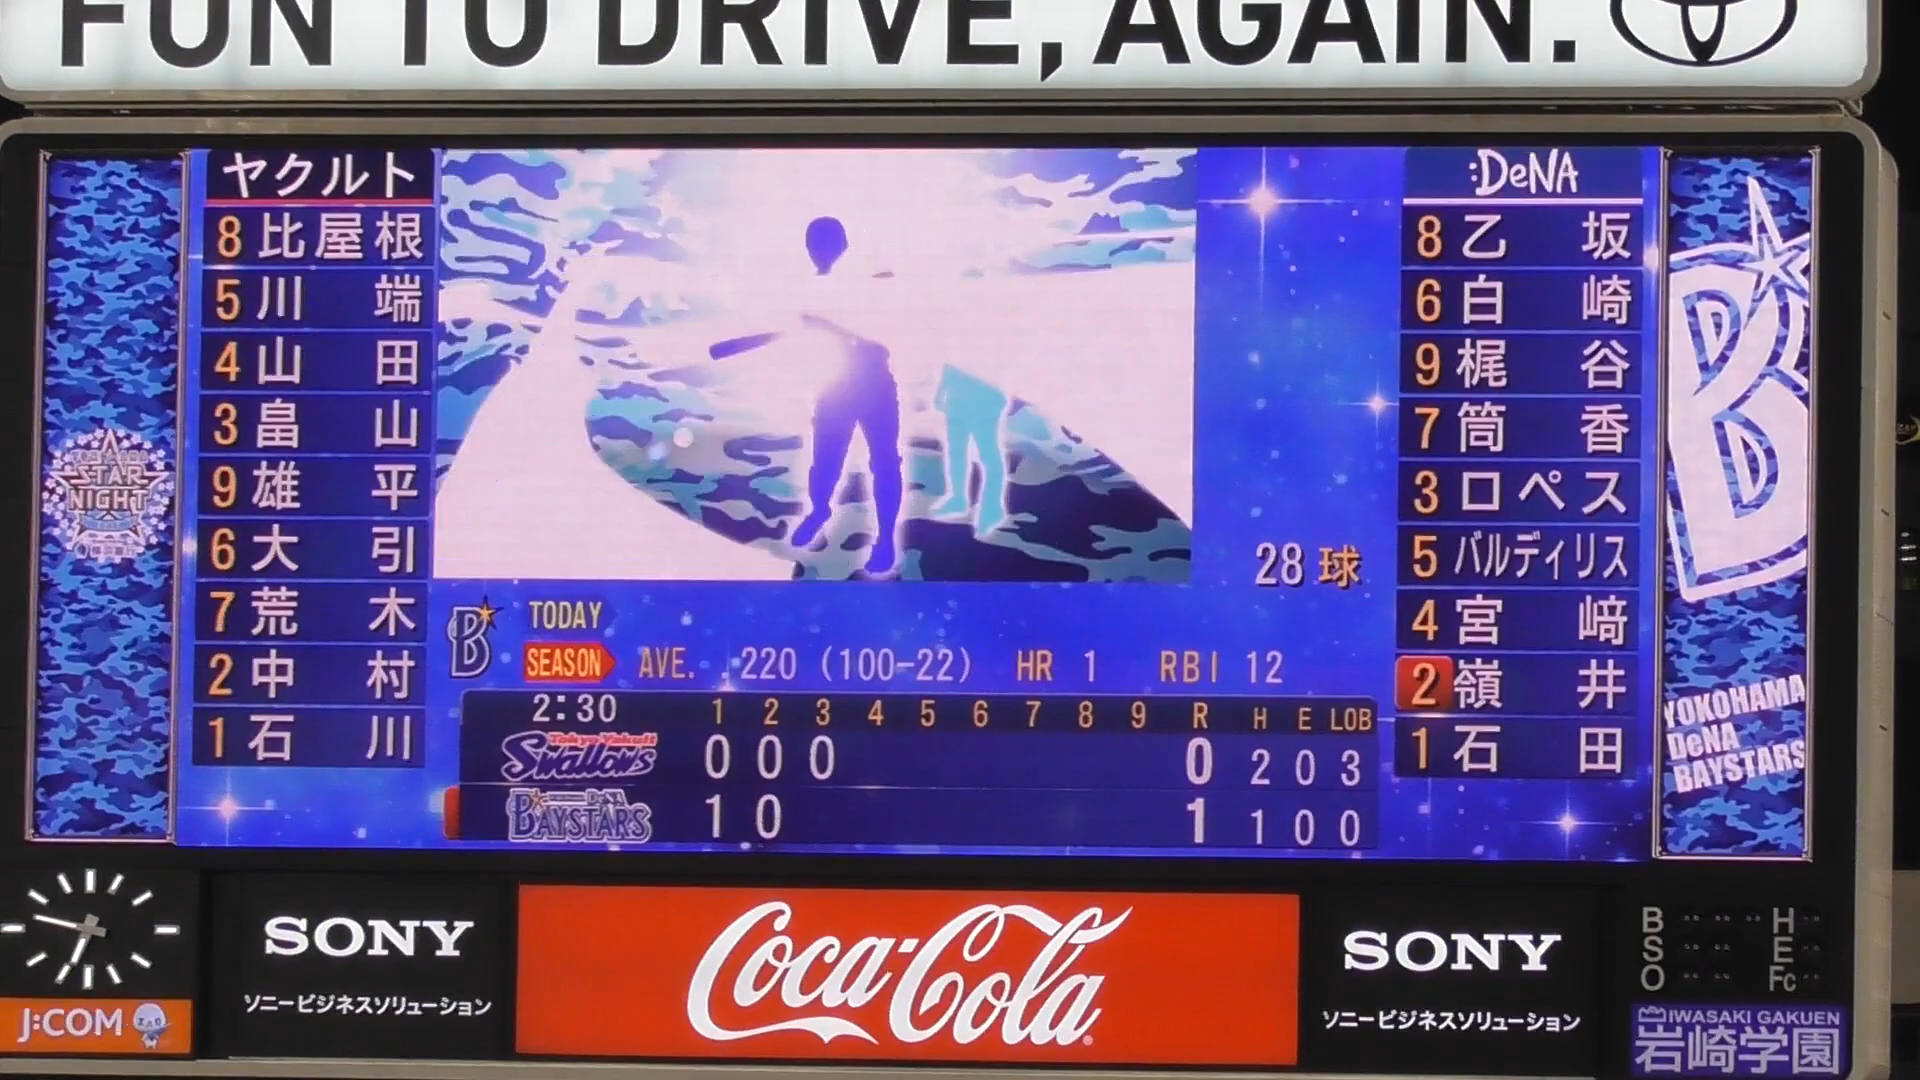 FUN TO DRIVE, AGAIN.
ヤクルト
8 比屋根
5 川端
4 山田
3 畠山
9 雄平
6 大引
7 荒木
2 中村
1 石川
STAR
NIGHT
28 球
B
TODAY
SEASON AVE. .220 (100-22) HR 1 RBI 12
2:30 1 2 3 4 5 6 7 8 9 R H E LOB
Tokyo Yakult
Swallows 0 0 0 0 2 0 3
BAYSTARS 1 0 1 1 0 0
:DeNA
8 乙坂
6 白崎
9 梶谷
7 筒香
3 ロペス
5 バルディリス
4 宮﨑
2 嶺井
1 石田
YOKOHAMA
DeNA
BAYSTARS
J:COM
SONY
ソニービジネスソリューション
Coca-Cola
SONY
ソニービジネスソリューション
B H
S E
O Fc
IWASAKI GAKUEN
岩崎学園